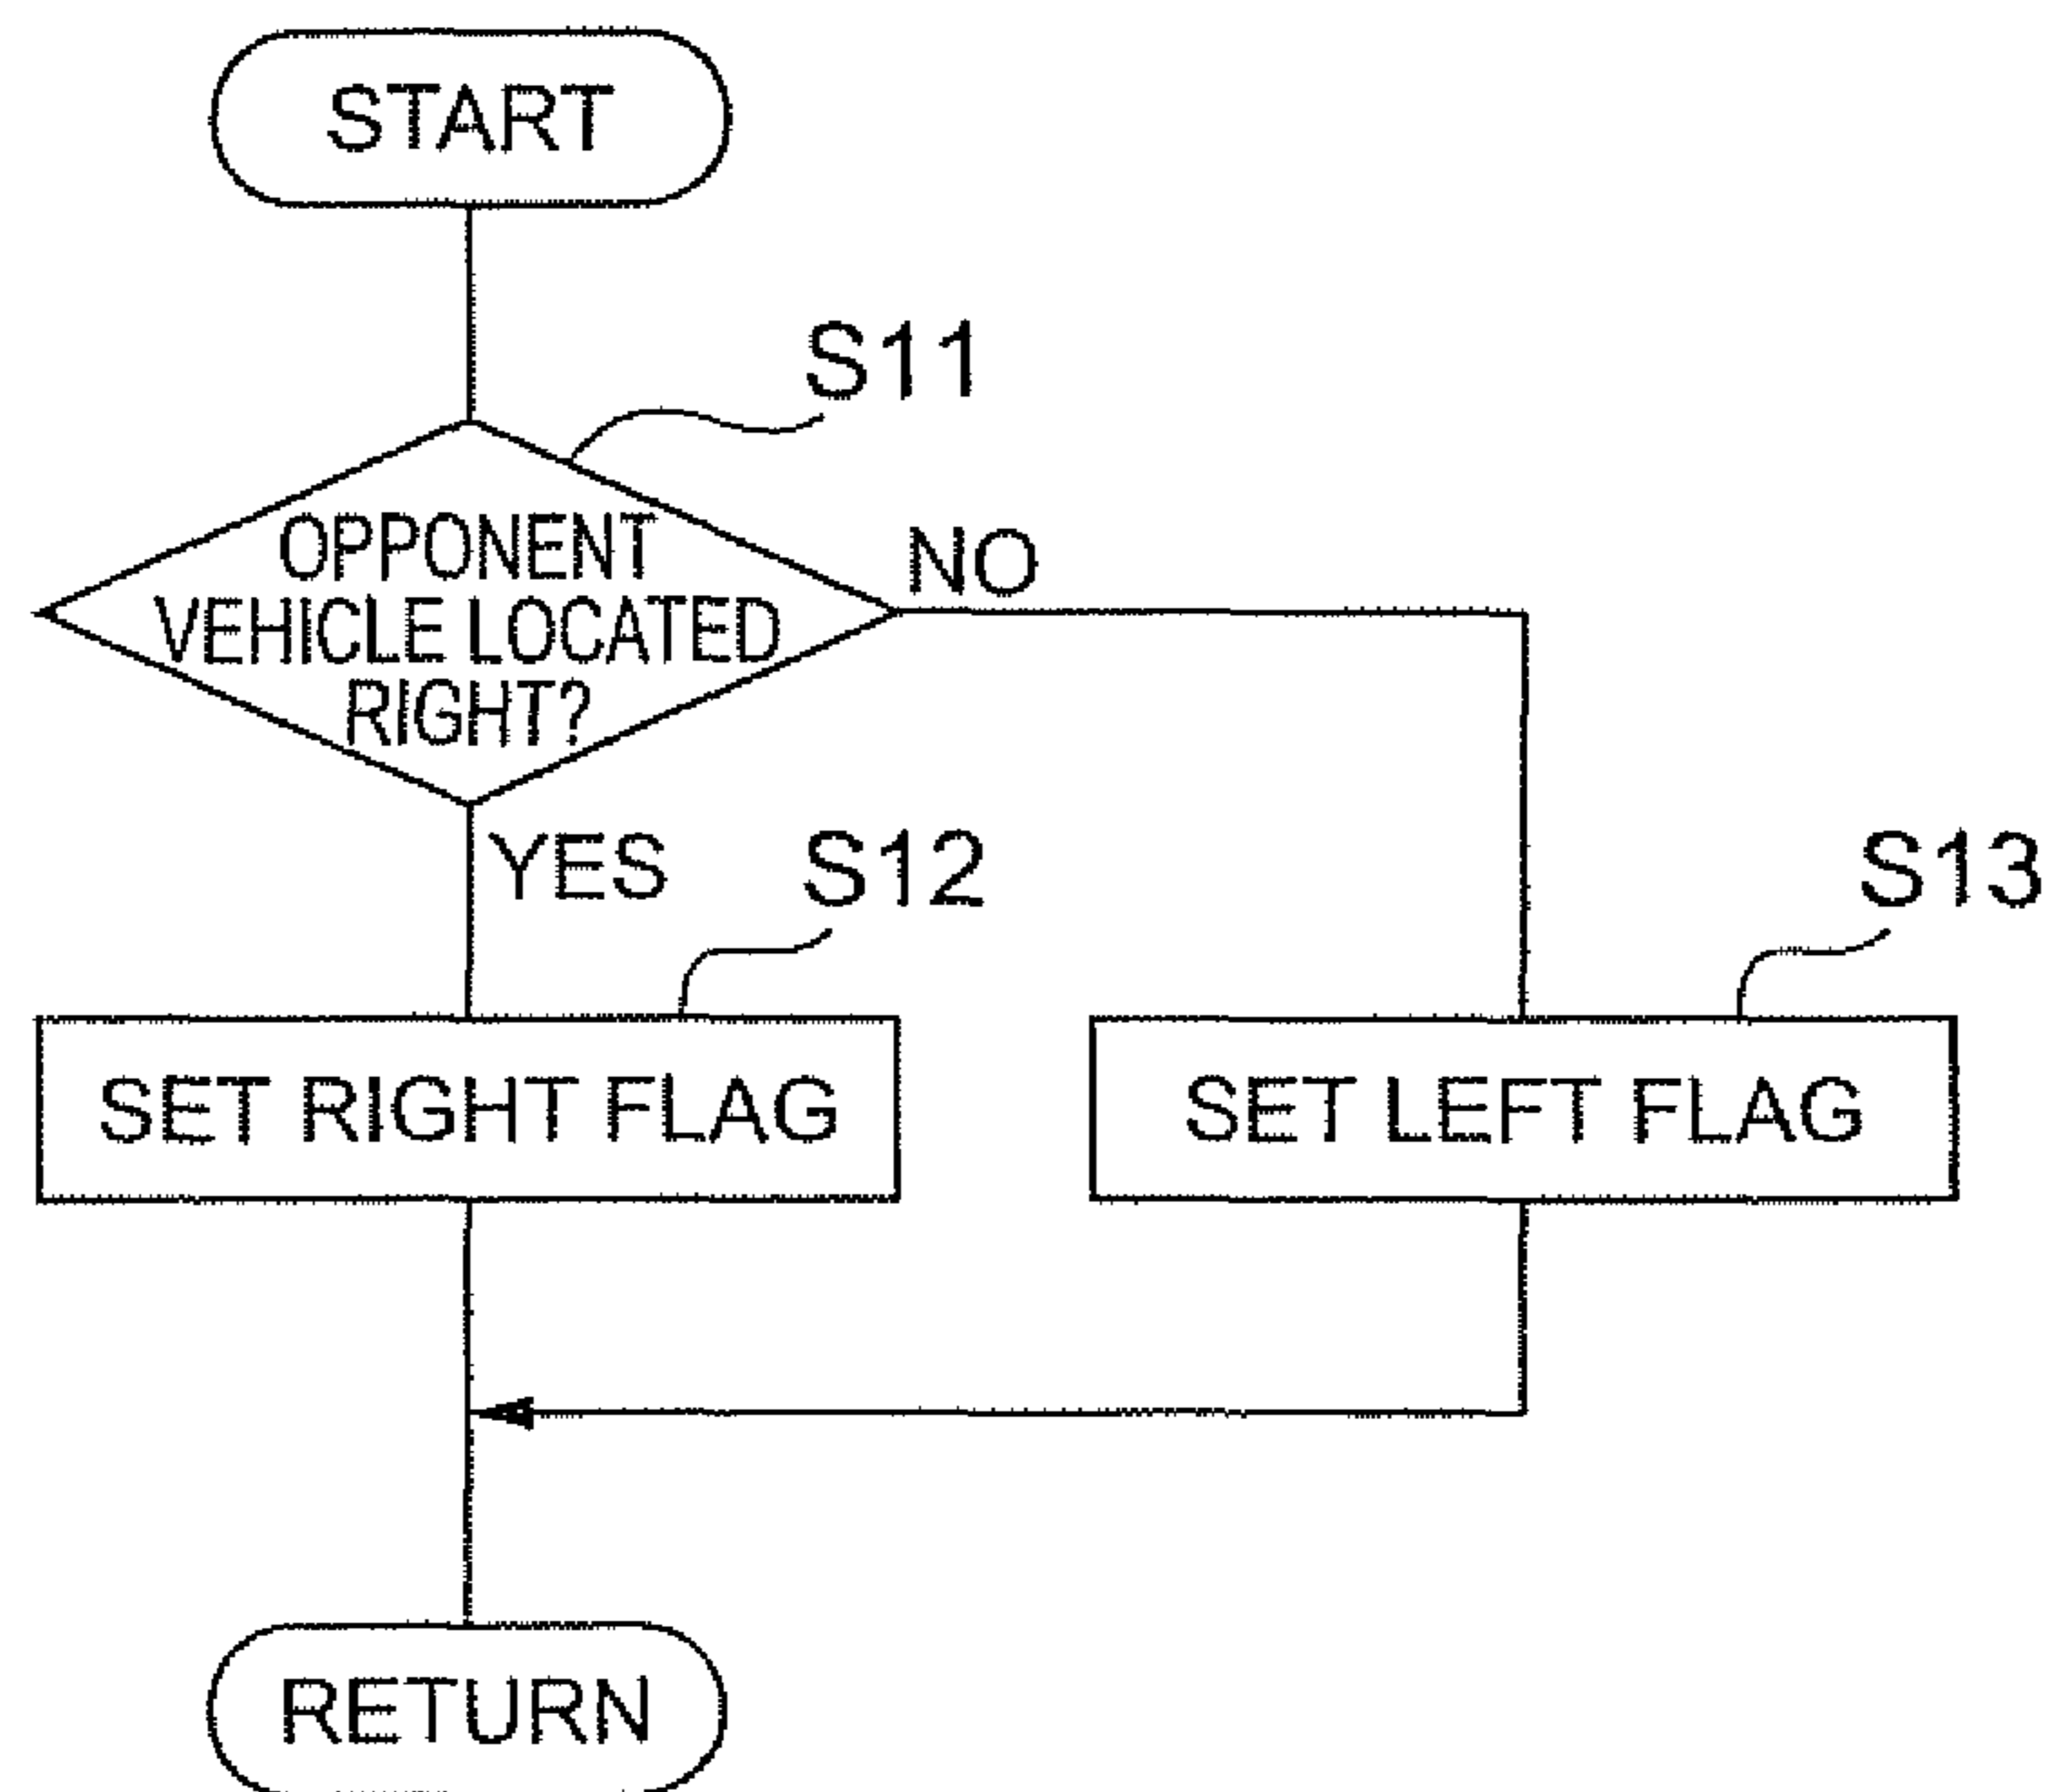 START
S11
OPPONENT
VEHICLE LOCATED
RIGHT?
NO
YES
S12
S13
SET RIGHT FLAG
SET LEFT FLAG
RETURN